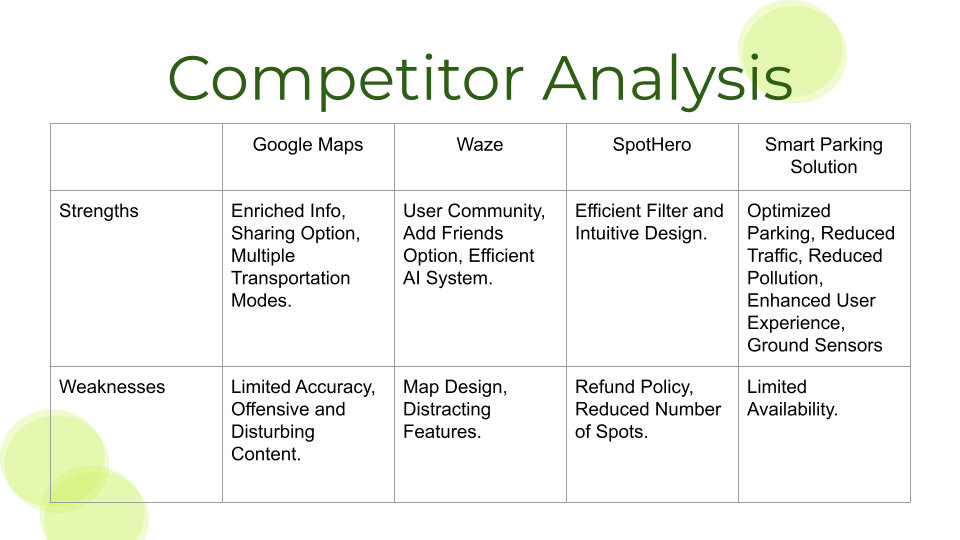 Competitor Analysis
Google Maps
Waze
SpotHero
Smart Parking
Solution
Strengths
Enriched Info,
Sharing Option,
Multiple
Transportation
Modes.
User Community,
Add Friends
Option, Efficient
AI System.
Efficient Filter and
Intuitive Design.
Optimized
Parking, Reduced
Traffic, Reduced
Pollution,
Enhanced User
Experience,
Ground Sensors
Weaknesses
Limited Accuracy,
Offensive and
Disturbing
Content.
Map Design,
Distracting
Features.
Refund Policy,
Reduced Number
of Spots.
Limited
Availability.